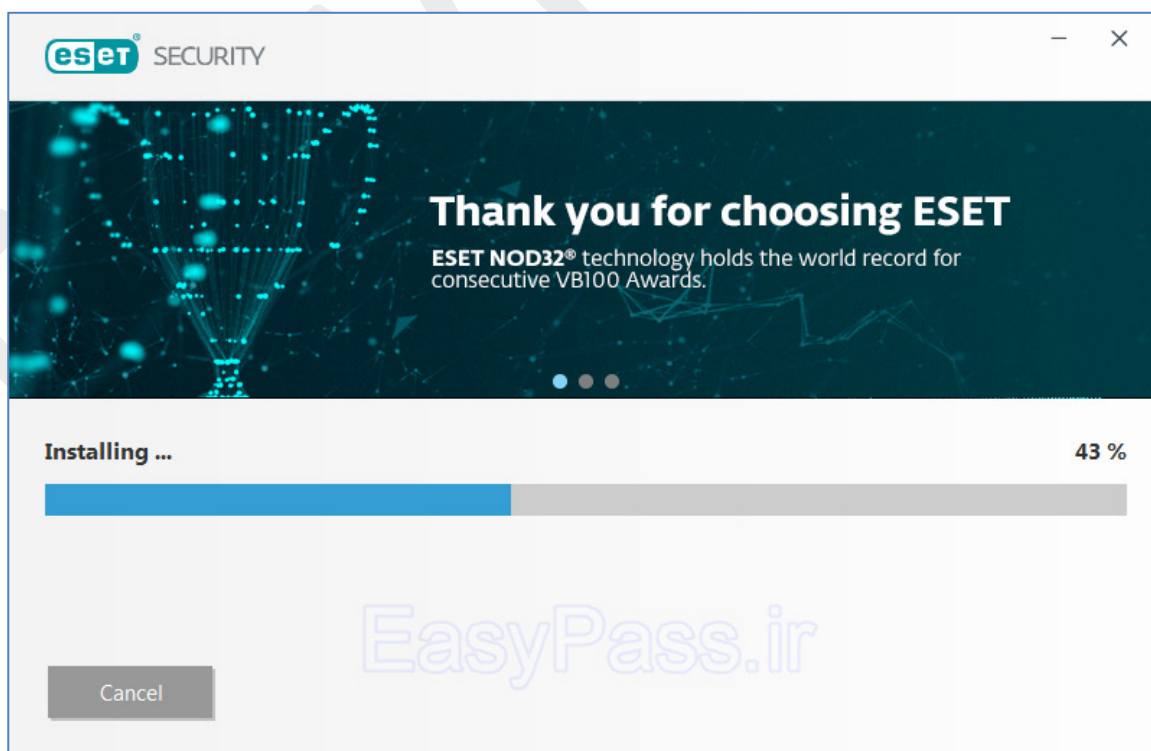 eset® SECURITY
Thank you for choosing ESET
ESET NOD32® technology holds the world record for
consecutive VB100 Awards.
Installing ...
43 %
EasyPass.ir
Cancel